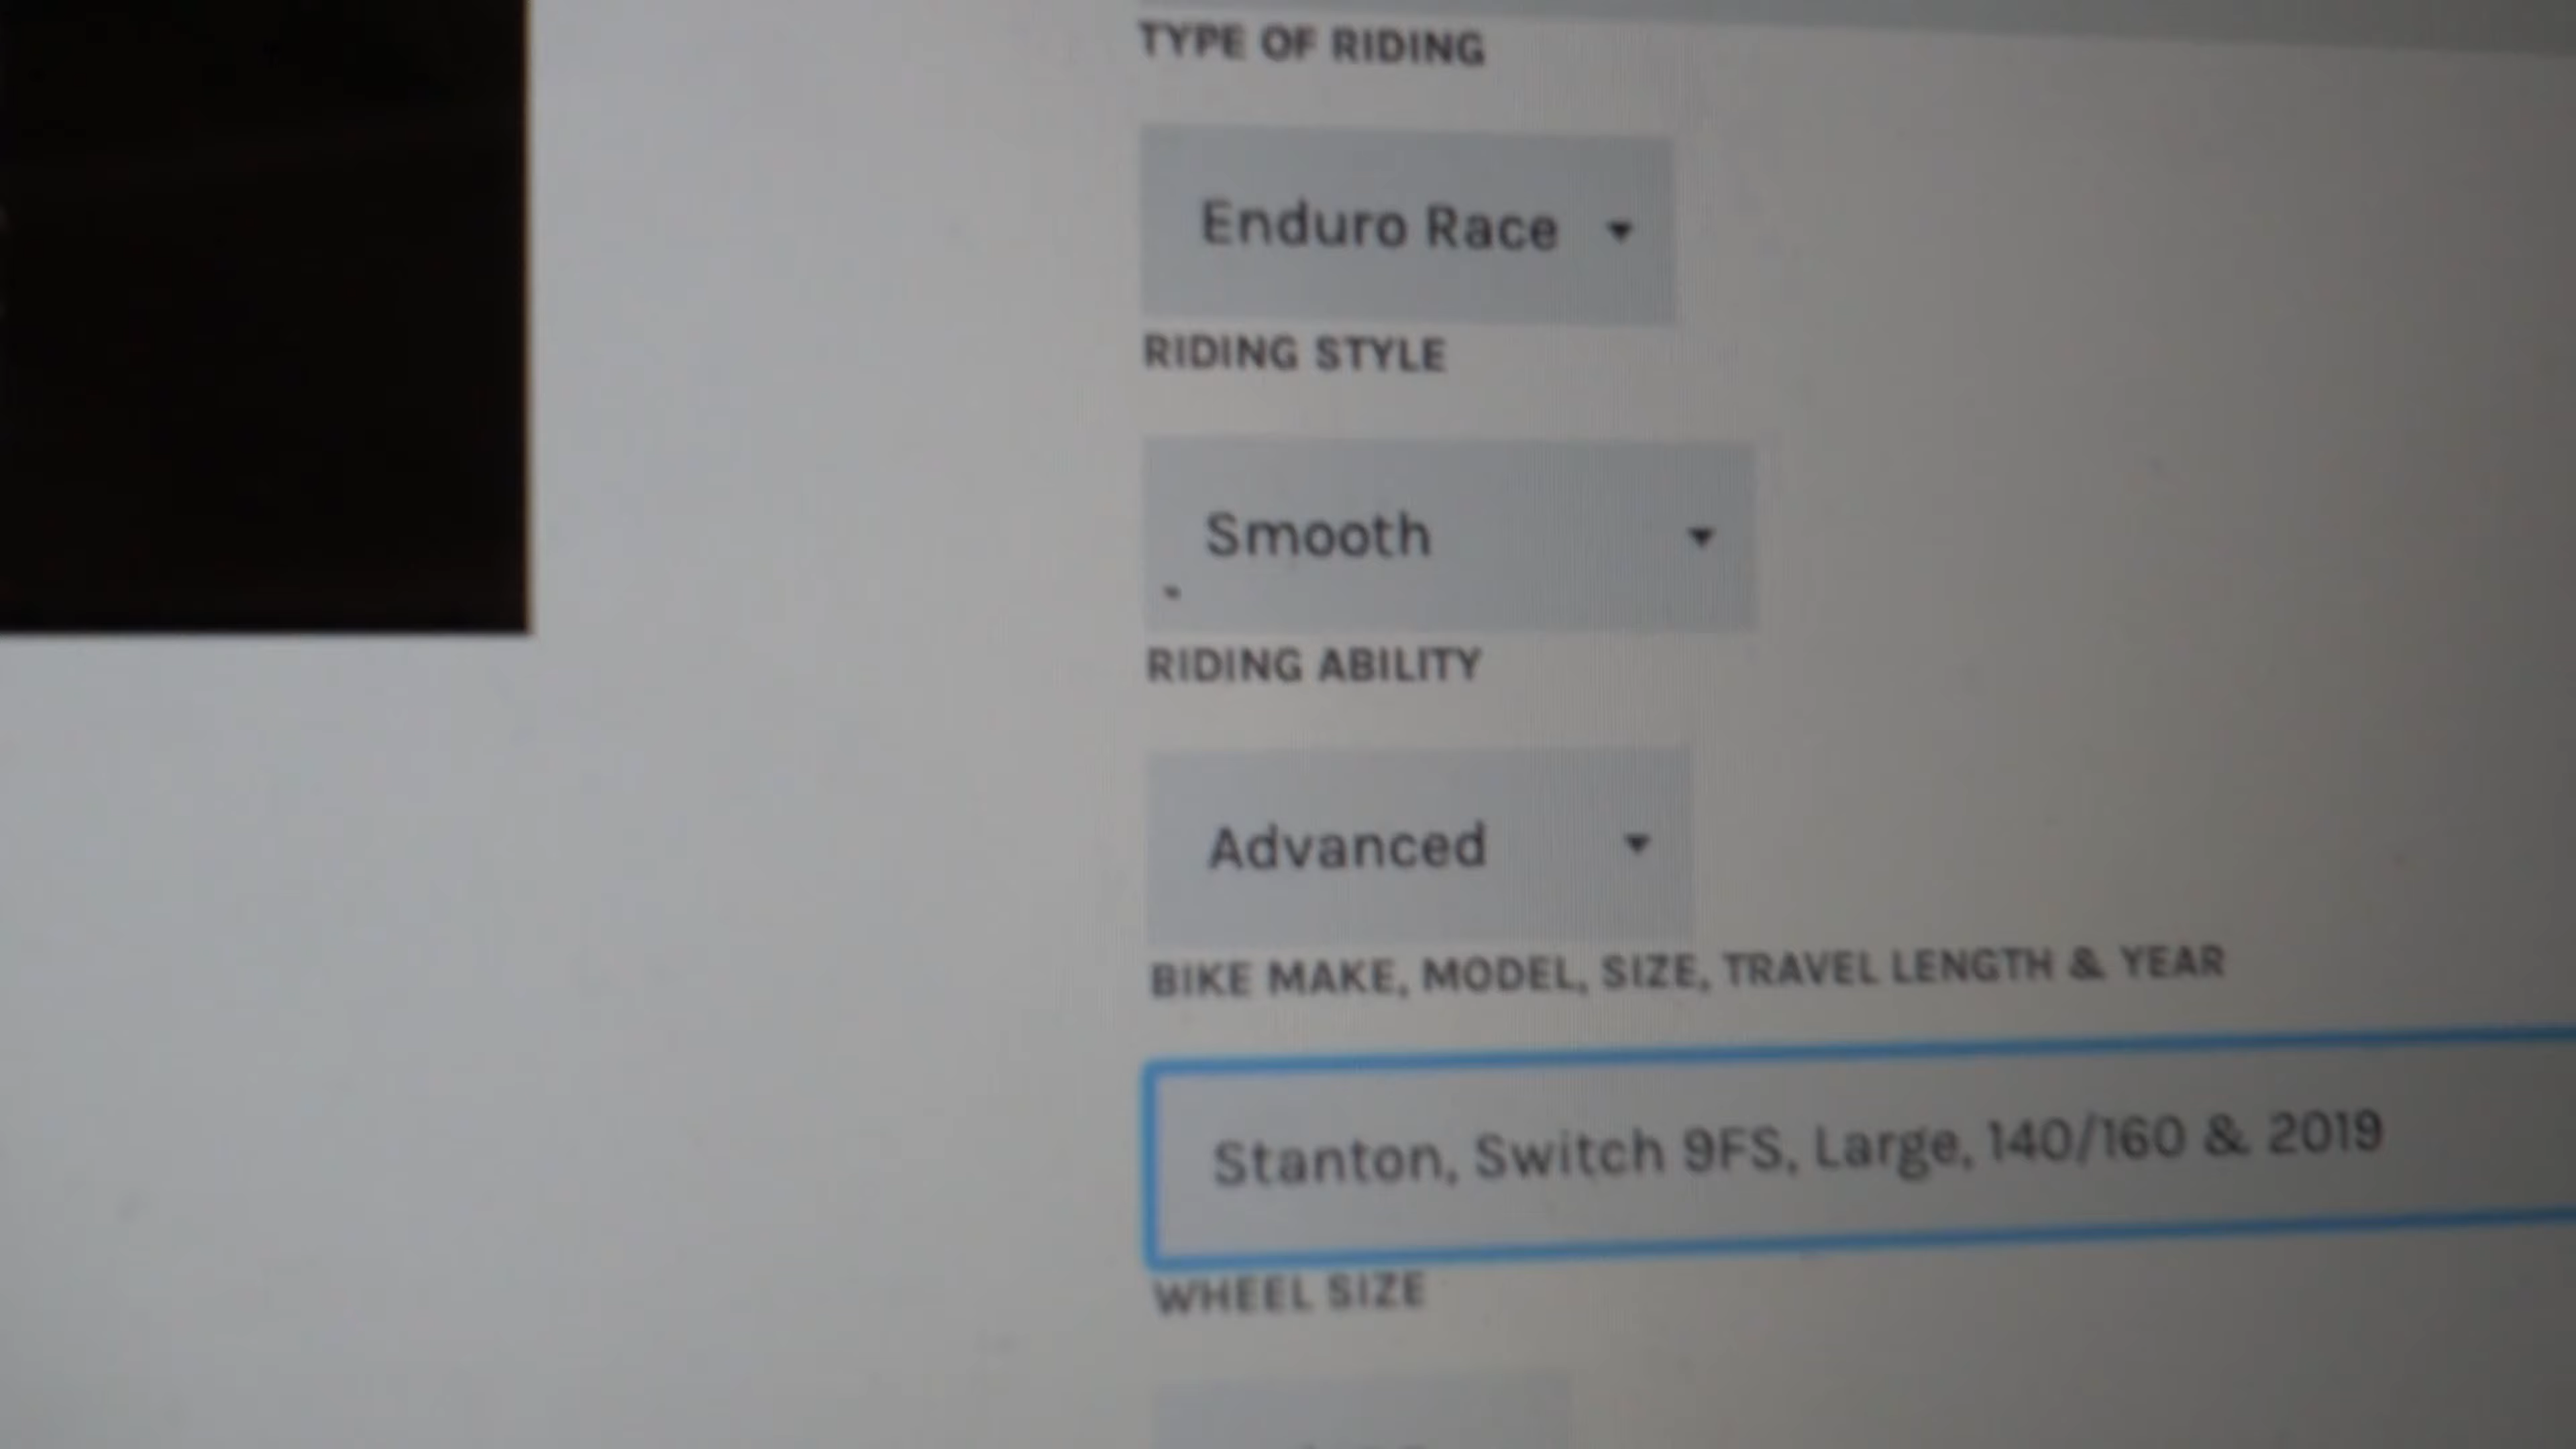 TYPE OF RIDING
Enduro Race
RIDING STYLE
Smooth
RIDING ABILITY
Advanced
BIKE MAKE, MODEL, SIZE, TRAVEL LENGTH & YEAR
Stanton, Switch 9FS, Large, 140/160 & 2019
WHEEL SIZE